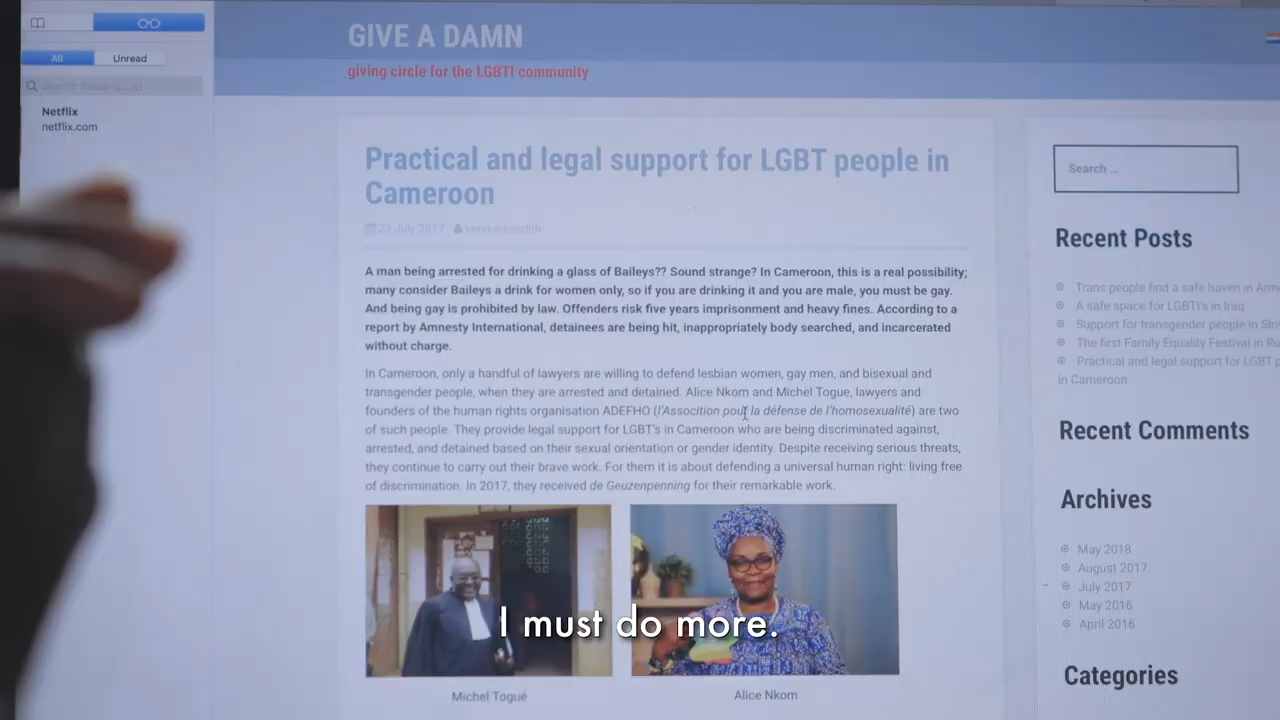 GIVE A DAMN
giving circle for the LGBTI community
All
Unread
Search Reading List
Netflix
netflix.com
Practical and legal support for LGBT people in
Cameroon
July 2017
A man being arrested for drinking a glass of Baileys?? Sound strange? In Cameroon, this is a real possibility;
many consider Baileys a drink for women only, so if you are drinking it and you are male, you must be gay.
And being gay is prohibited by law. Offenders risk five years imprisonment and heavy fines. According to a
report by Amnesty International, detainees are being hit, inappropriately body searched, and incarcerated
without charge.
In Cameroon, only a handful of lawyers are willing to defend lesbian women, gay men, and bisexual and
transgender people, when they are arrested and detained. Alice Nkom and Michel Togue, lawyers and
founders of the human rights organisation ADEFHO (l'Assocition pour la défense de l'homosexualité) are two
of such people. They provide legal support for LGBT's in Cameroon who are being discriminated against,
arrested, and detained based on their sexual orientation or gender identity. Despite receiving serious threats,
they continue to carry out their brave work. For them it is about defending a universal human right: living free
of discrimination. In 2017, they received de Geuzenpenning for their remarkable work.
Michel Togué
Alice Nkom
Search ...
Recent Posts
Trans people find a safe haven in Arm
A safe space for LGBTI's in Iraq
Support for transgender people in Slo
The first Family Equality Festival in Ru
Practical and legal support for LGBT p
in Cameroon
Recent Comments
Archives
May 2018
August 2017
July 2017
May 2016
April 2016
Categories
I must do more.